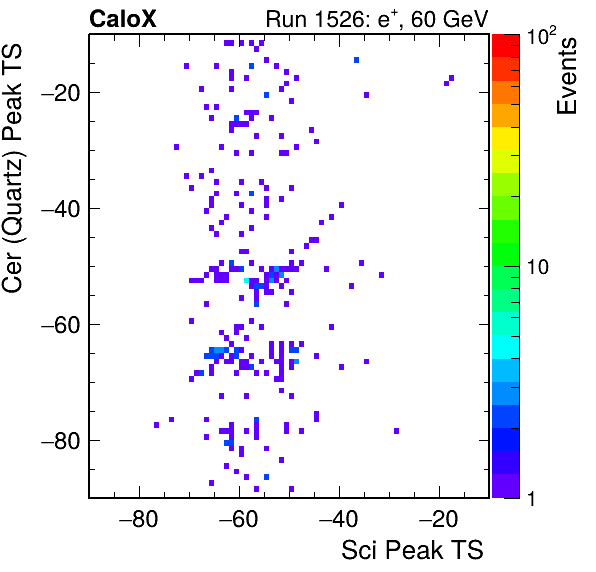 CaloX Run 1526: e⁺, 60 GeV
Cer (Quartz) Peak TS
−20
−40
−60
−80
−80 −60 −40 −20
Sci Peak TS
10²
10
1
Events